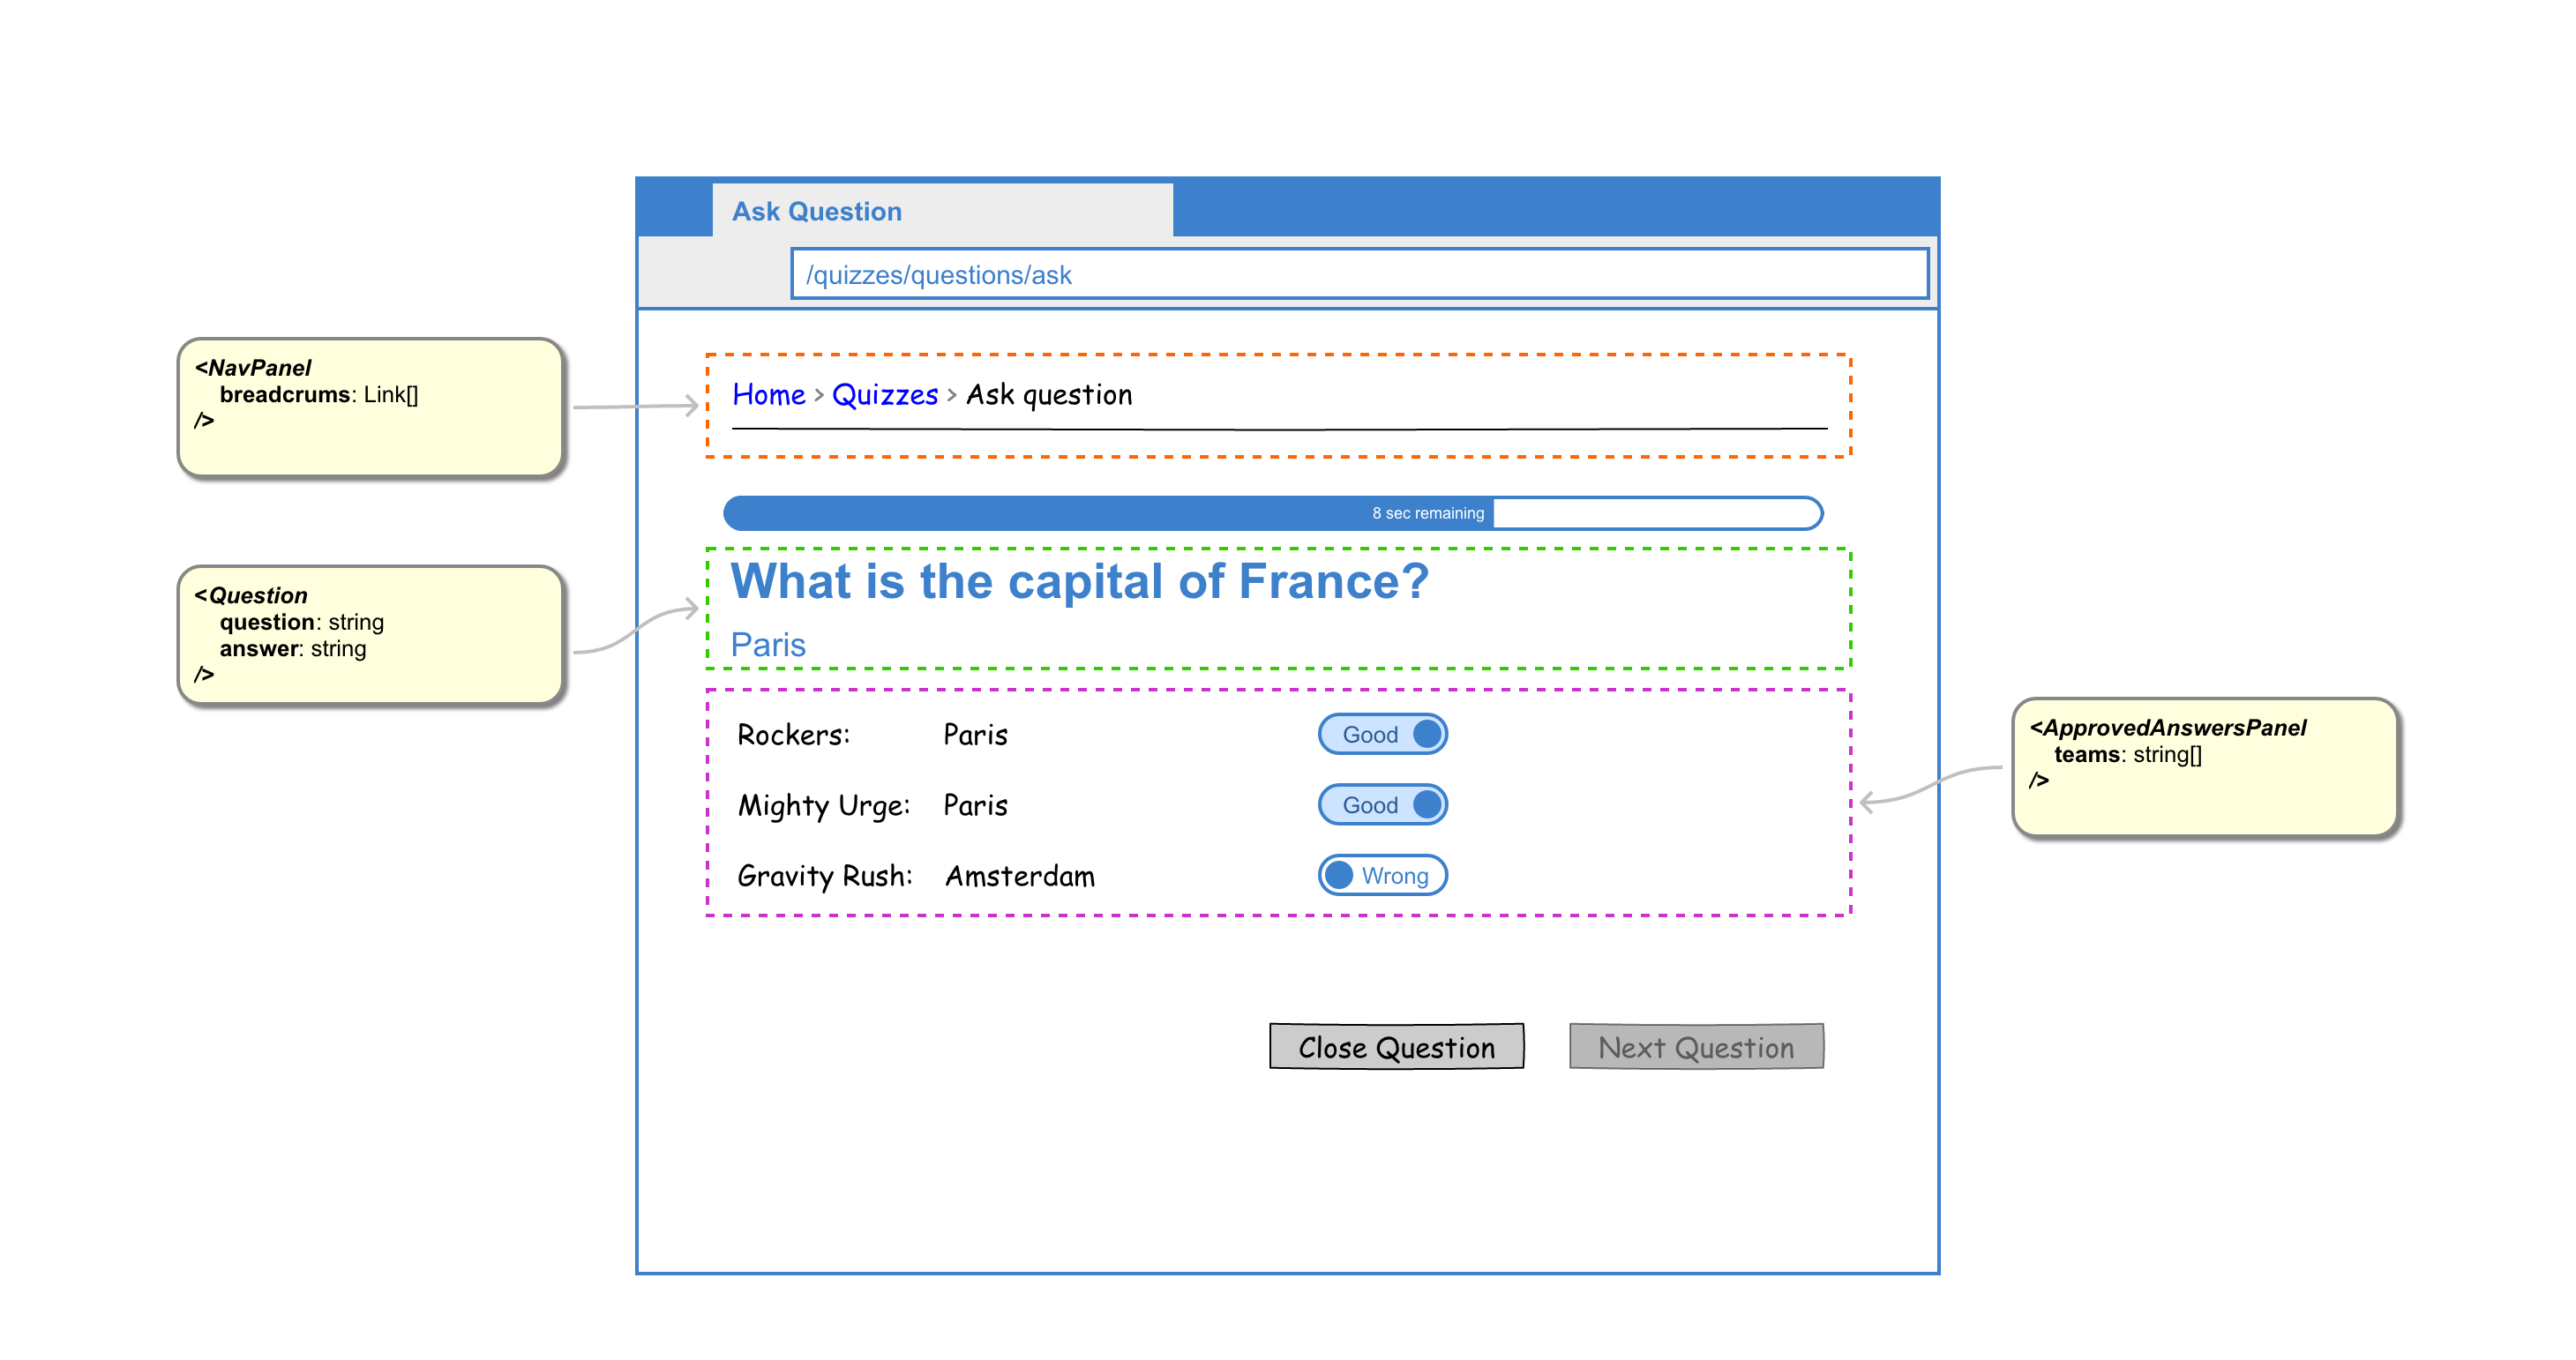 Ask Question
/quizzes/questions/ask
<NavPanel
breadcrums: Link[]
/>
Home > Quizzes > Ask question
8 sec remaining
<Question
question: string
answer: string
/>
What is the capital of France?
Paris
Rockers: Paris Good
Mighty Urge: Paris Good
Gravity Rush: Amsterdam Wrong
<ApprovedAnswersPanel
teams: string[]
/>
Close Question Next Question